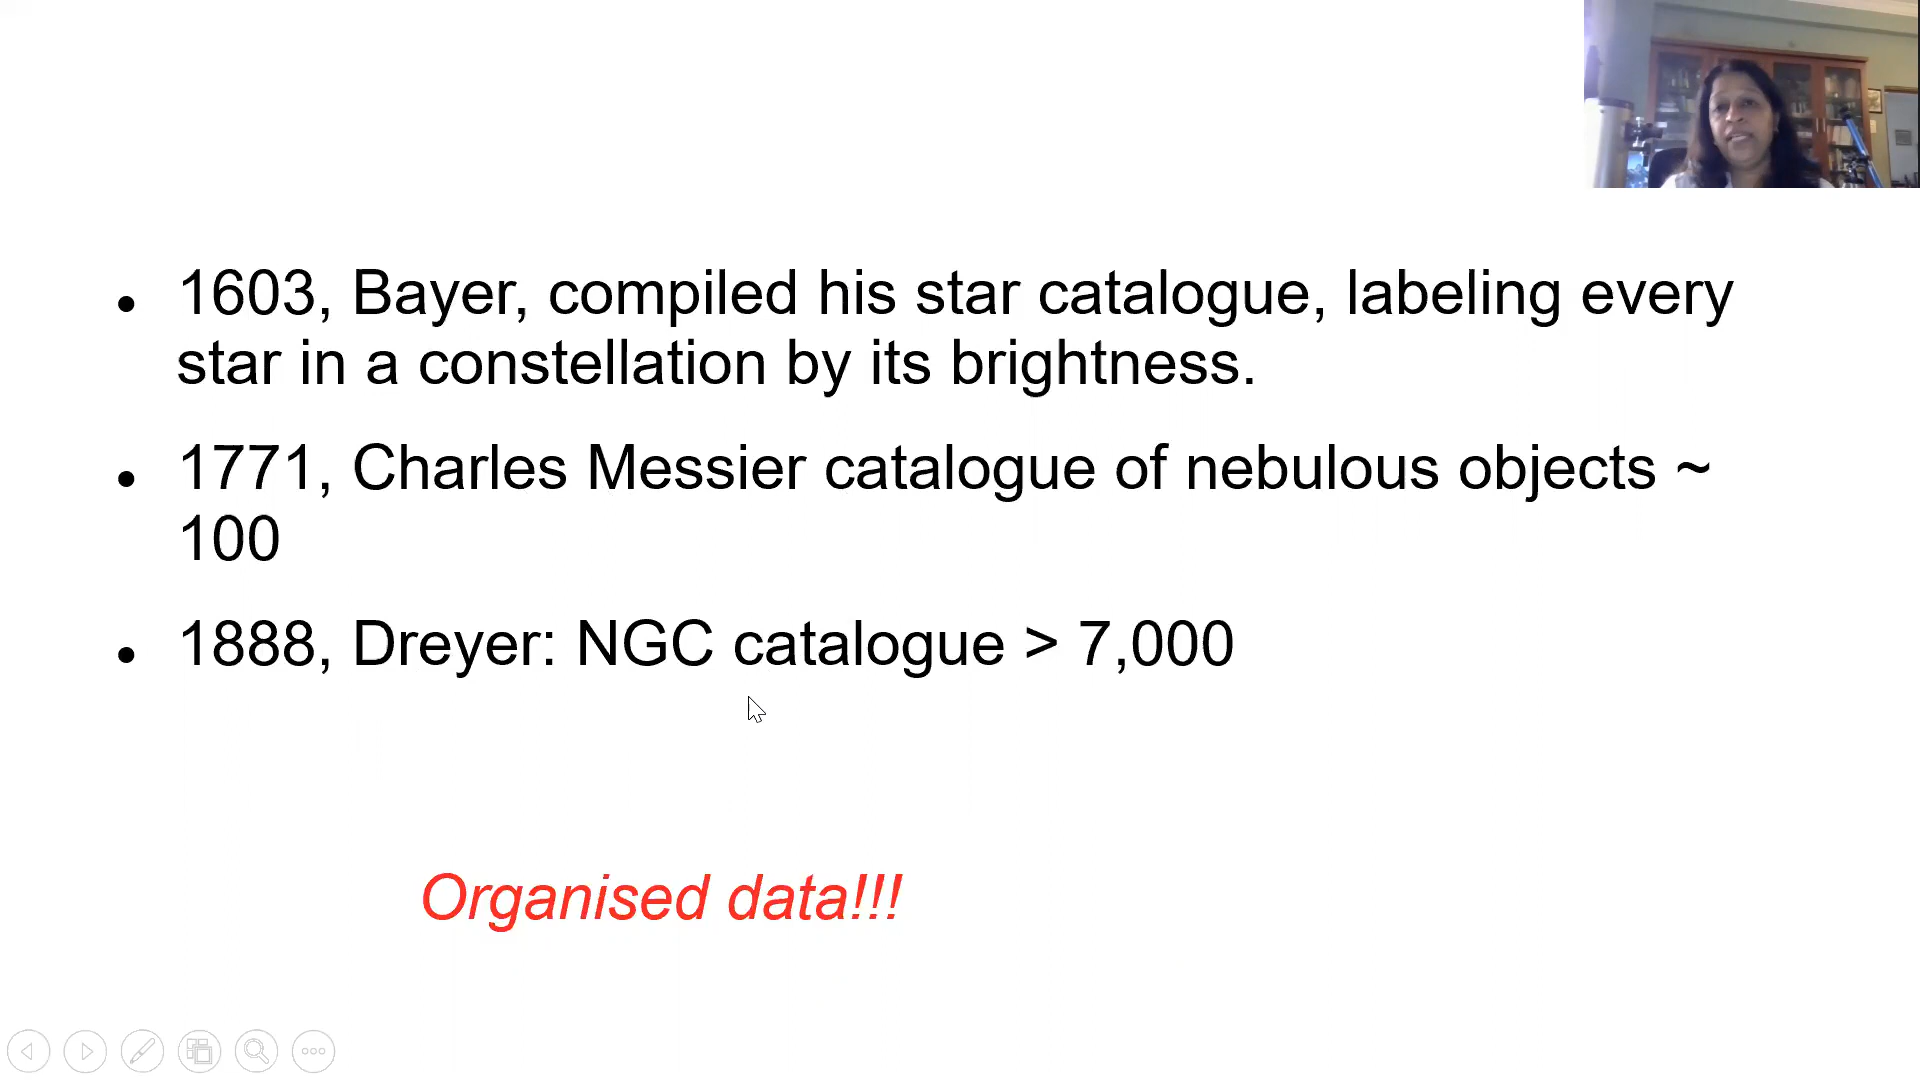 1603, Bayer, compiled his star catalogue, labeling every
star in a constellation by its brightness.
1771, Charles Messier catalogue of nebulous objects ~
100
1888, Dreyer: NGC catalogue > 7,000
Organised data!!!